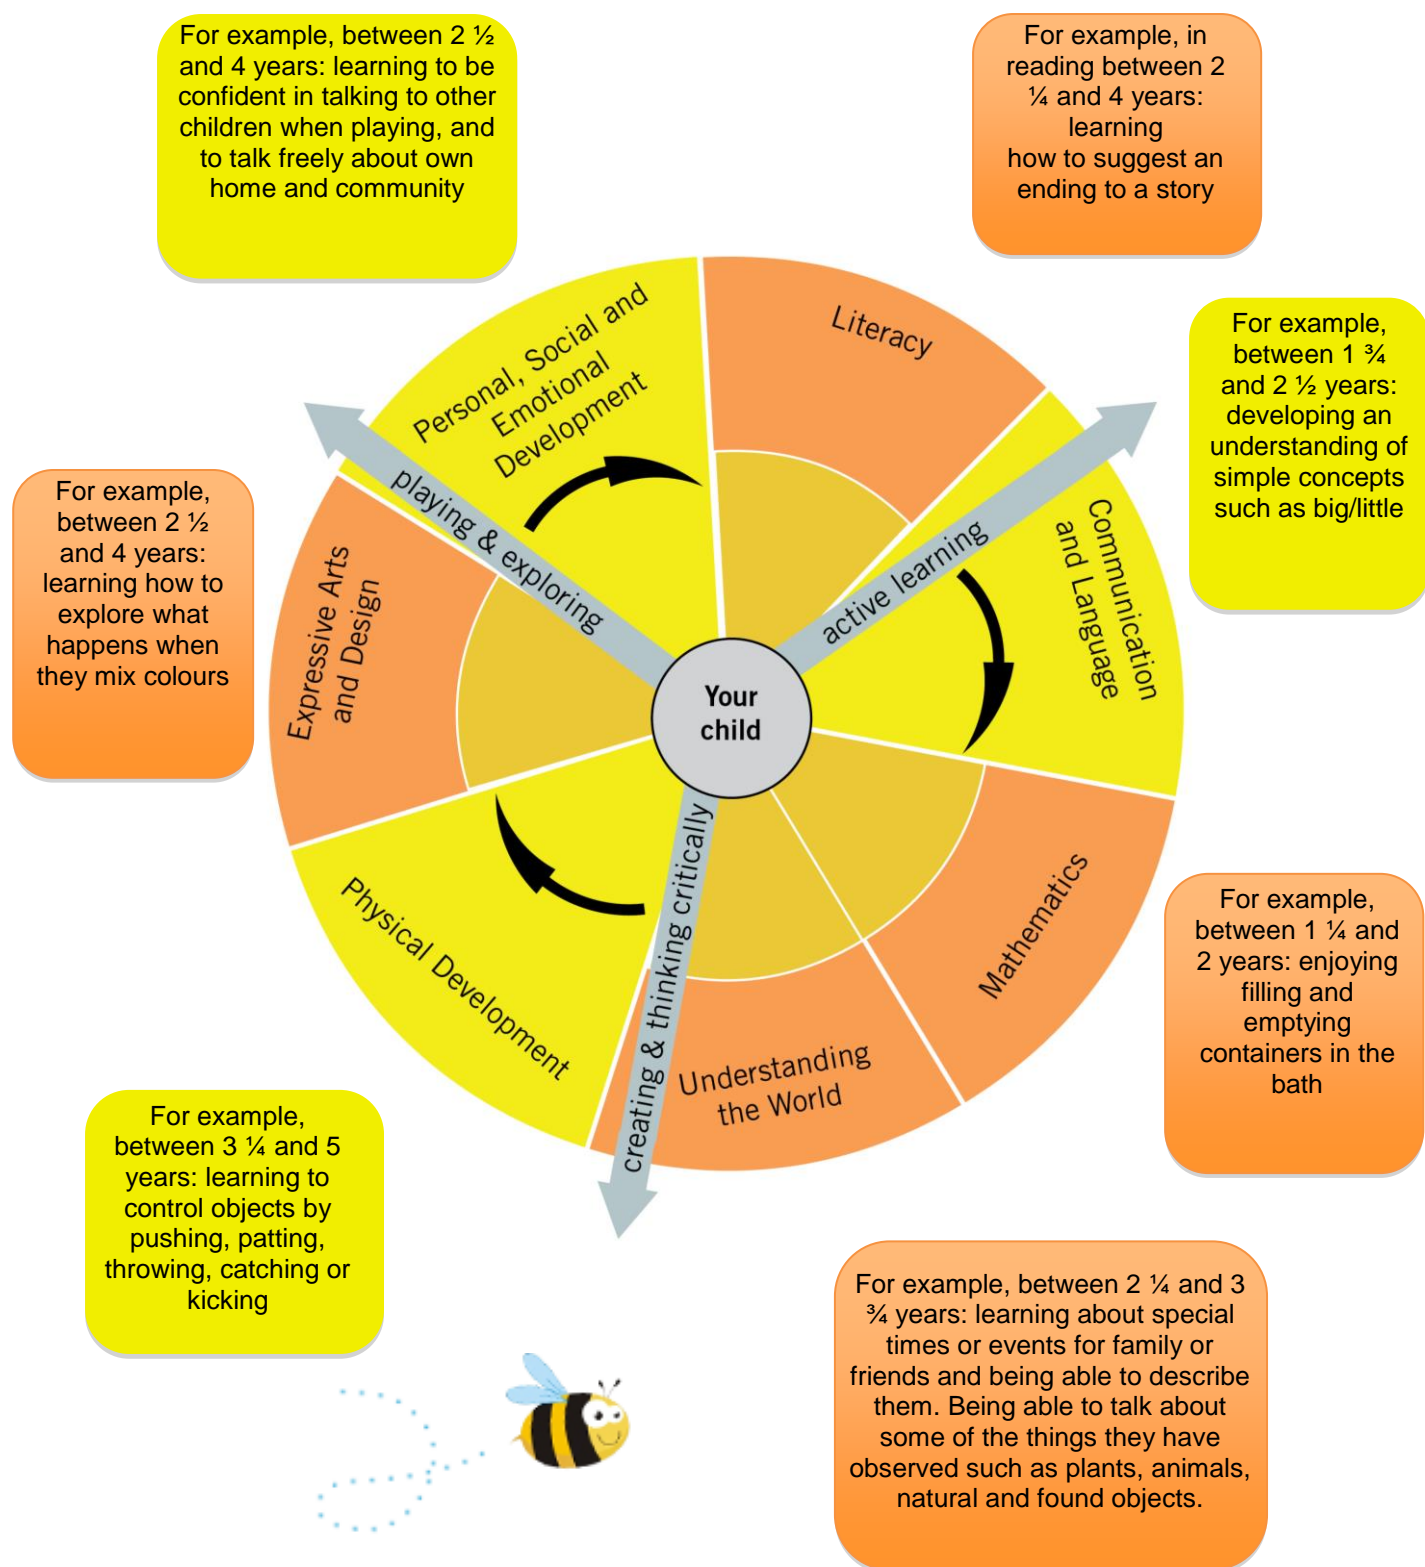 For example, between 2 ½
and 4 years: learning to be
confident in talking to other
children when playing, and
to talk freely about own
home and community
For example, in
reading between 2
¼ and 4 years:
learning
how to suggest an
ending to a story
For example,
between 1 ¾
and 2 ½ years:
developing an
understanding of
simple concepts
such as big/little
For example,
between 2 ½
and 4 years:
learning how to
explore what
happens when
they mix colours
Personal, Social and
Emotional
Development
Literacy
Communication
and Language
Mathematics
Understanding
the World
Physical Development
Expressive Arts
and Design
playing & exploring
active learning
creating & thinking critically
Your
child
For example,
between 1 ¼ and
2 years: enjoying
filling and
emptying
containers in the
bath
For example,
between 3 ¼ and 5
years: learning to
control objects by
pushing, patting,
throwing, catching or
kicking
For example, between 2 ¼ and 3
¾ years: learning about special
times or events for family or
friends and being able to describe
them. Being able to talk about
some of the things they have
observed such as plants, animals,
natural and found objects.